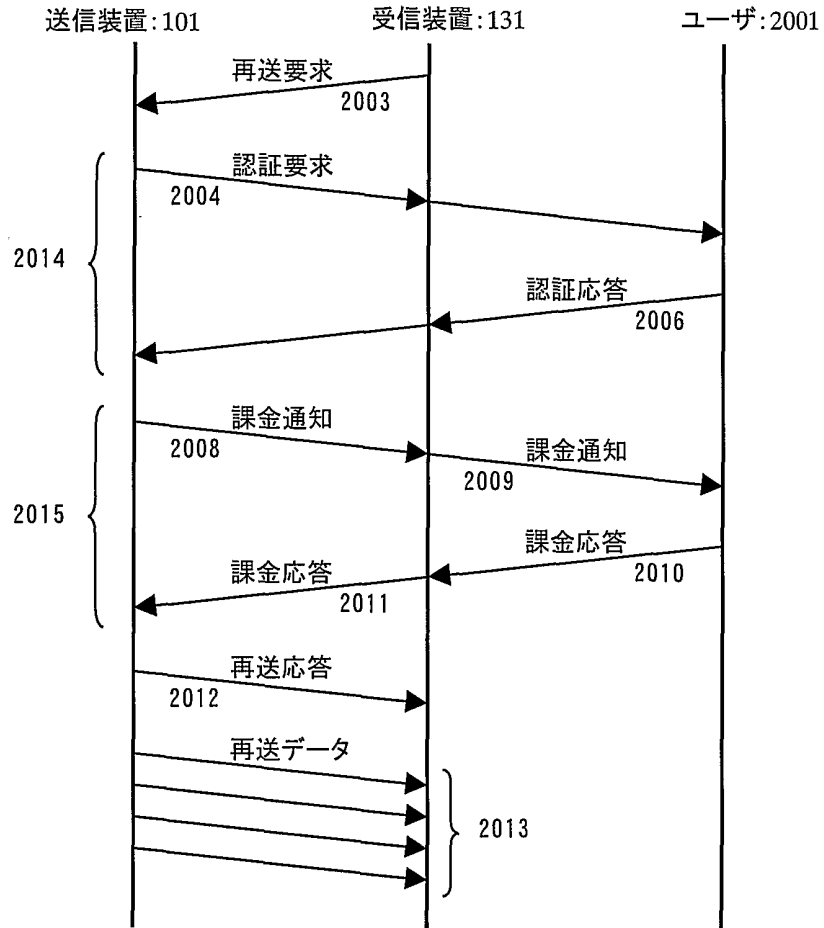 送信装置:101
受信装置:131
ユーザ:2001
再送要求
2003
認証要求
2004
2014
認証応答
2006
課金通知
2008
課金通知
2009
2015
課金応答
2010
課金応答
2011
再送応答
2012
再送データ
2013